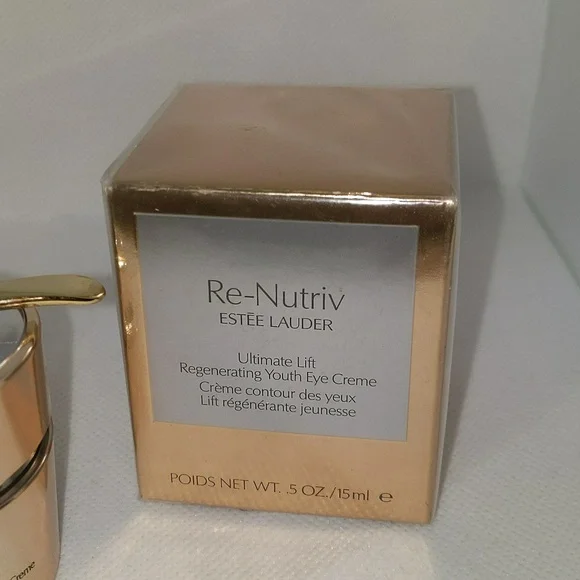 Re-Nutriv
ESTĒE LAUDER
Ultimate Lift
Regenerating Youth Eye Creme
Crème contour des yeux
Lift régénérante jeunesse
POIDS NET WT. .5 OZ./15ml ℮
Creme